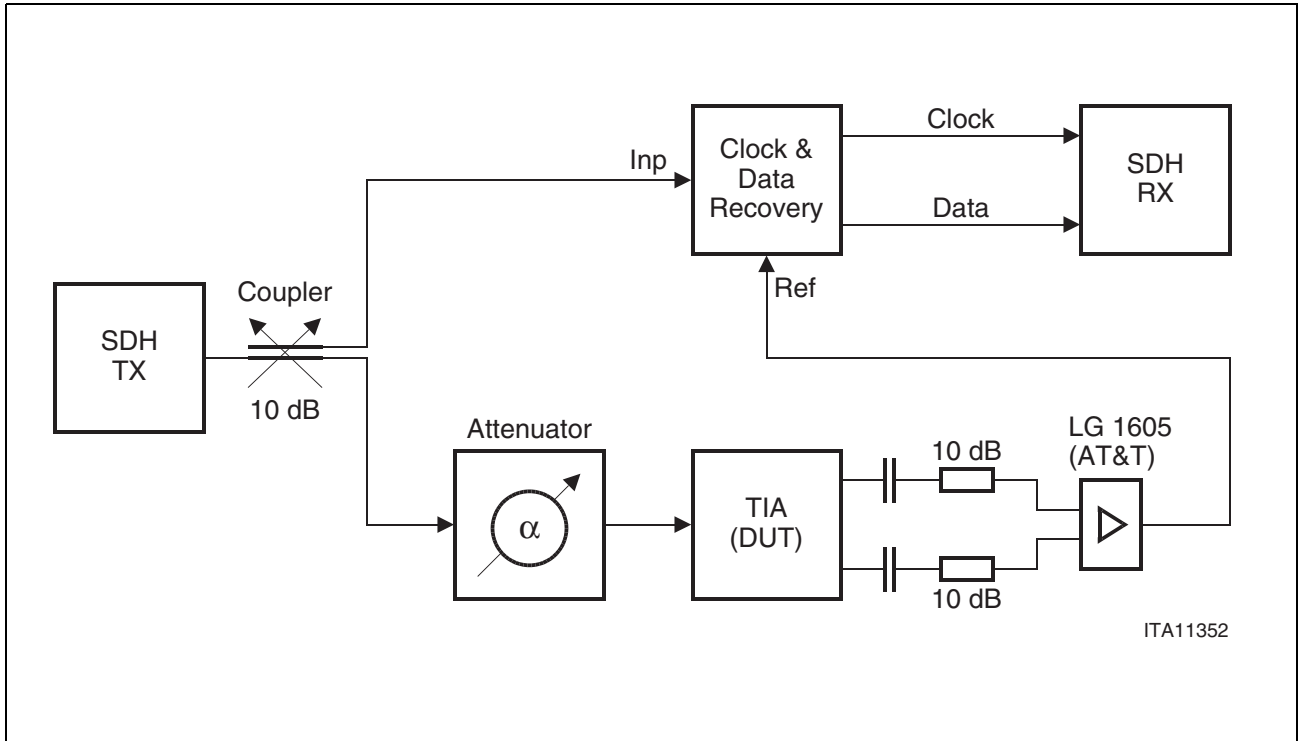 Clock
Inp
Clock &
Data
Recovery
SDH
RX
Data
Ref
Coupler
SDH
TX
10 dB
Attenuator
α
TIA
(DUT)
10 dB
10 dB
LG 1605
(AT&T)
ITA11352